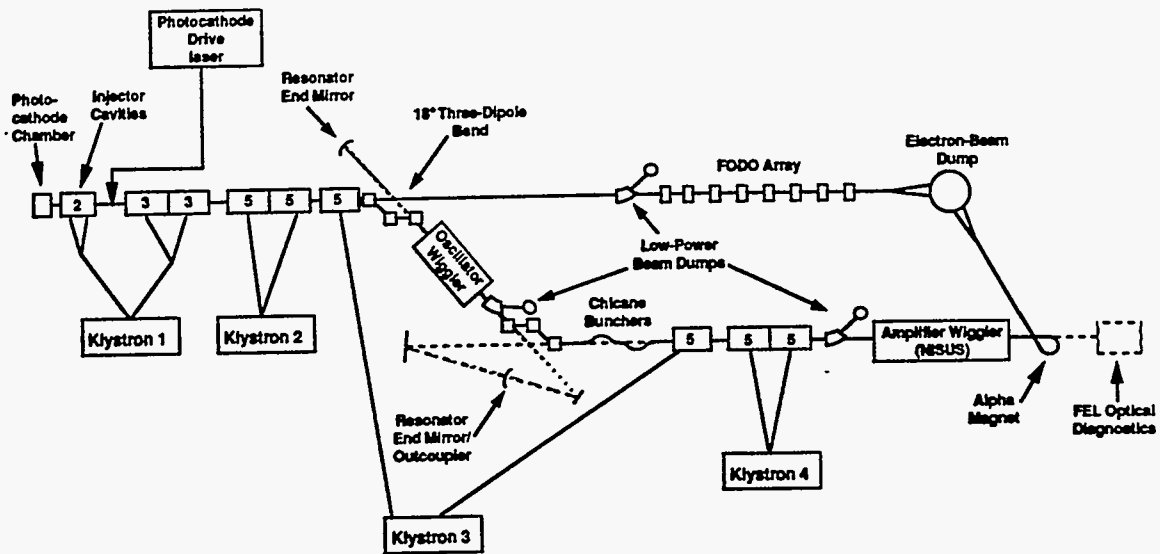 Photocathode
Drive
laser
Resonator
End Mirror
Photo-
cathode
Chamber
Injector
Cavities
18° Three-Dipole
Bend
Electron-Beam
Dump
FODO Array
2
3
3
5
5
5
Oscillator
Wiggler
Low-Power
Beam Dumps
Chicane
Bunchers
Klystron 1
Klystron 2
5
5
5
Amplifier Wiggler
(NISUS)
Resonator
End Mirror/
Outcoupler
Alpha
Magnet
FEL Optical
Diagnostics
Klystron 4
Klystron 3